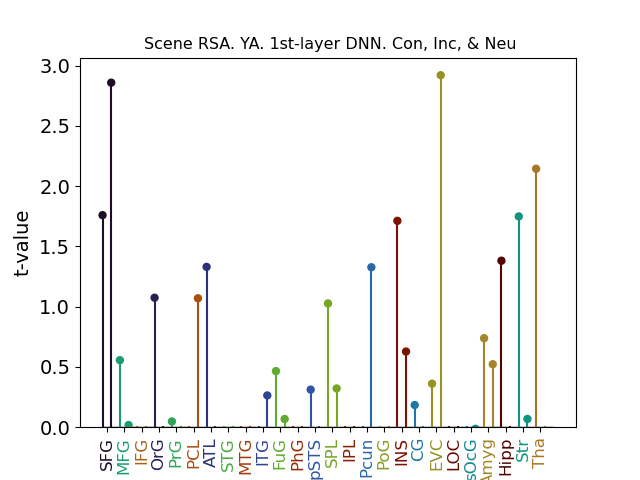 Scene RSA. YA. 1st-layer DNN. Con, Inc, & Neu
t-value
3.0
2.5
2.0
1.5
1.0
0.5
0.0
SFG
MFG
IFG
OrG
PrG
PCL
ATL
STG
MTG
ITG
FuG
PhG
pSTS
SPL
IPL
Pcun
PoG
INS
CG
EVC
LOC
sOcG
Amyg
Hipp
Str
Tha